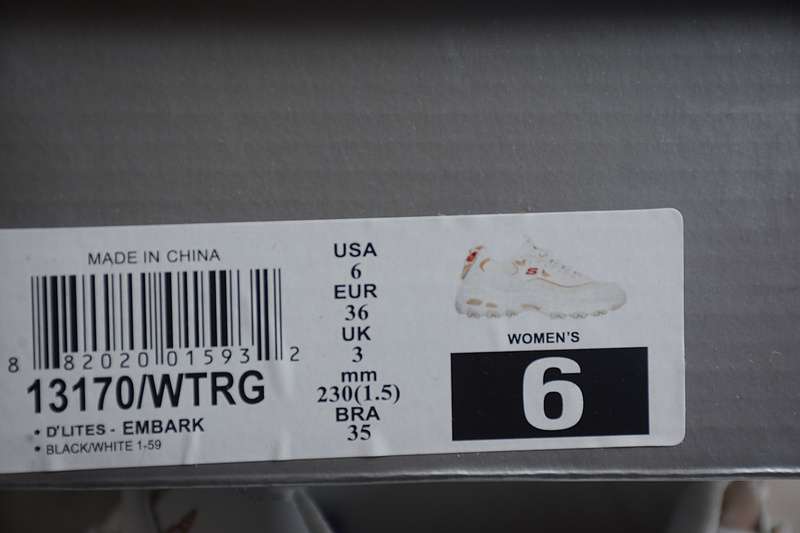 MADE IN CHINA
8 82020 01593 2
13170/WTRG
• D'LITES - EMBARK
• BLACK/WHITE 1-59
USA
6
EUR
36
UK
3
mm
230(1.5)
BRA
35
S
WOMEN'S
6